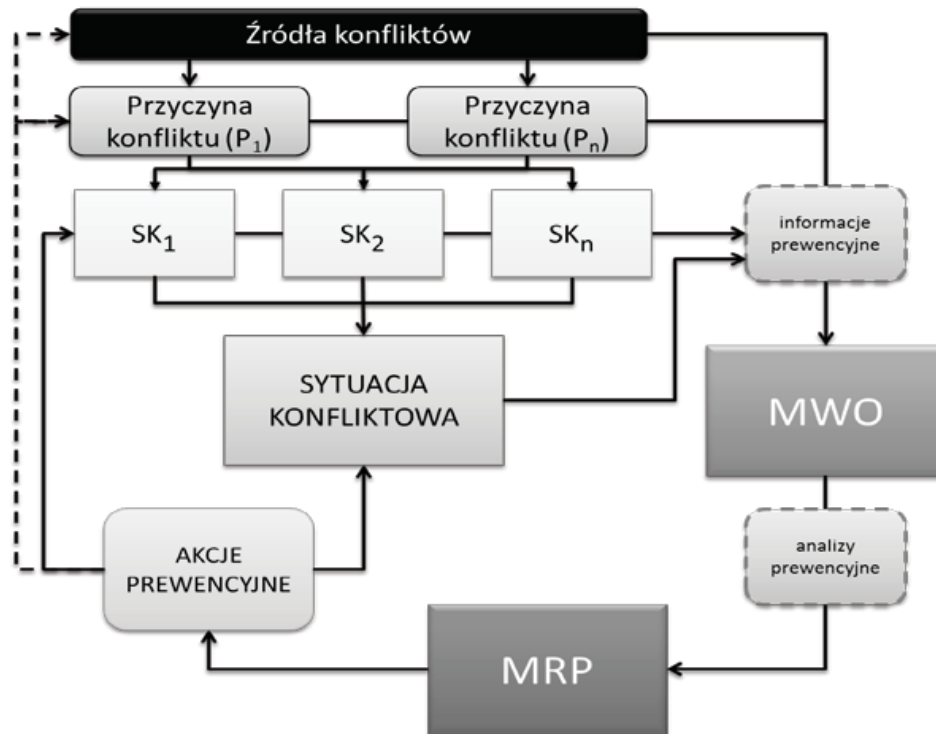 Źródła konfliktów
Przyczyna
konfliktu (P₁)
Przyczyna
konfliktu (Pₙ)
SK₁
SK₂
SKₙ
informacje
prewencyjne
SYTUACJA
KONFLIKTOWA
MWO
AKCJE
PREWENCYJNE
analizy
prewencyjne
MRP